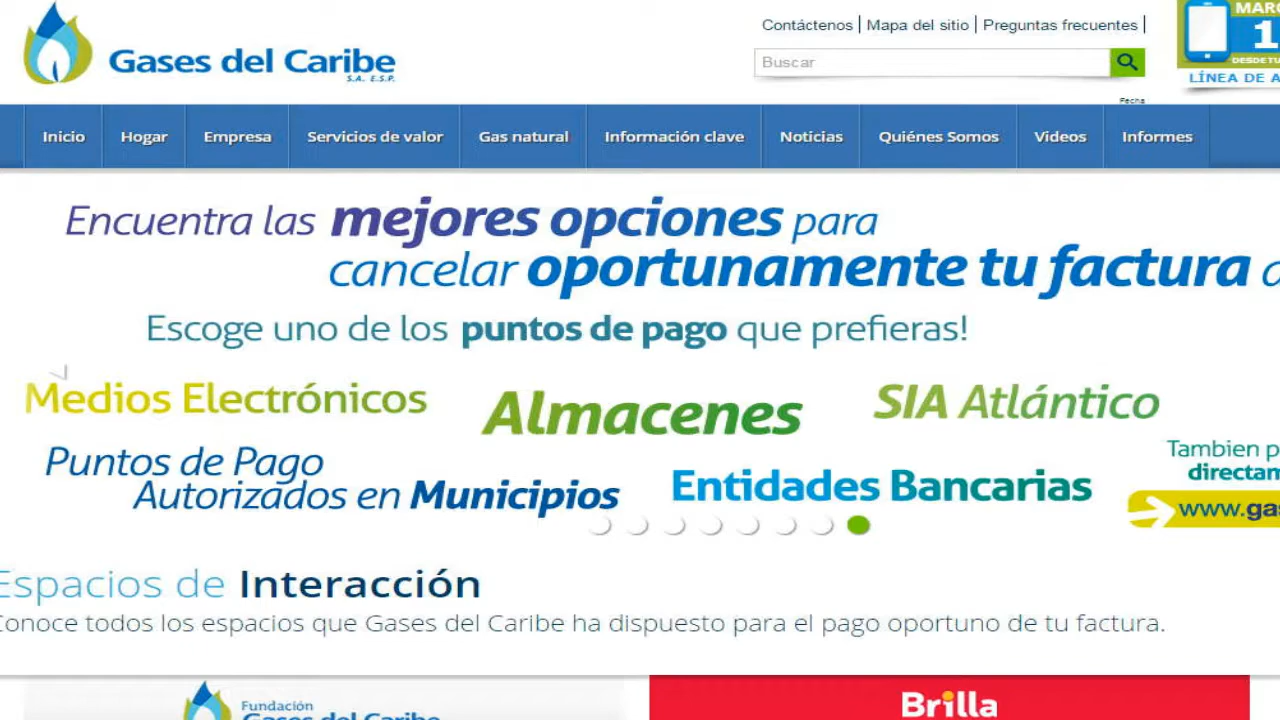 Gases del Caribe
S.A. E.S.P.
Contáctenos | Mapa del sitio | Preguntas frecuentes |
Buscar
MARC
1
DESDE TU
LÍNEA DE A
Fecha
Inicio Hogar Empresa Servicios de valor Gas natural Información clave Noticias Quiénes Somos Videos Informes
Encuentra las mejores opciones para
cancelar oportunamente tu factura
Escoge uno de los puntos de pago que prefieras!
Medios Electrónicos
Almacenes
SIA Atlántico
Puntos de Pago
Autorizados en Municipios
Entidades Bancarias
Tambien p
directan
www.gas
Espacios de Interacción
Conoce todos los espacios que Gases del Caribe ha dispuesto para el pago oportuno de tu factura.
Fundación
Gases del Caribe
Brilla